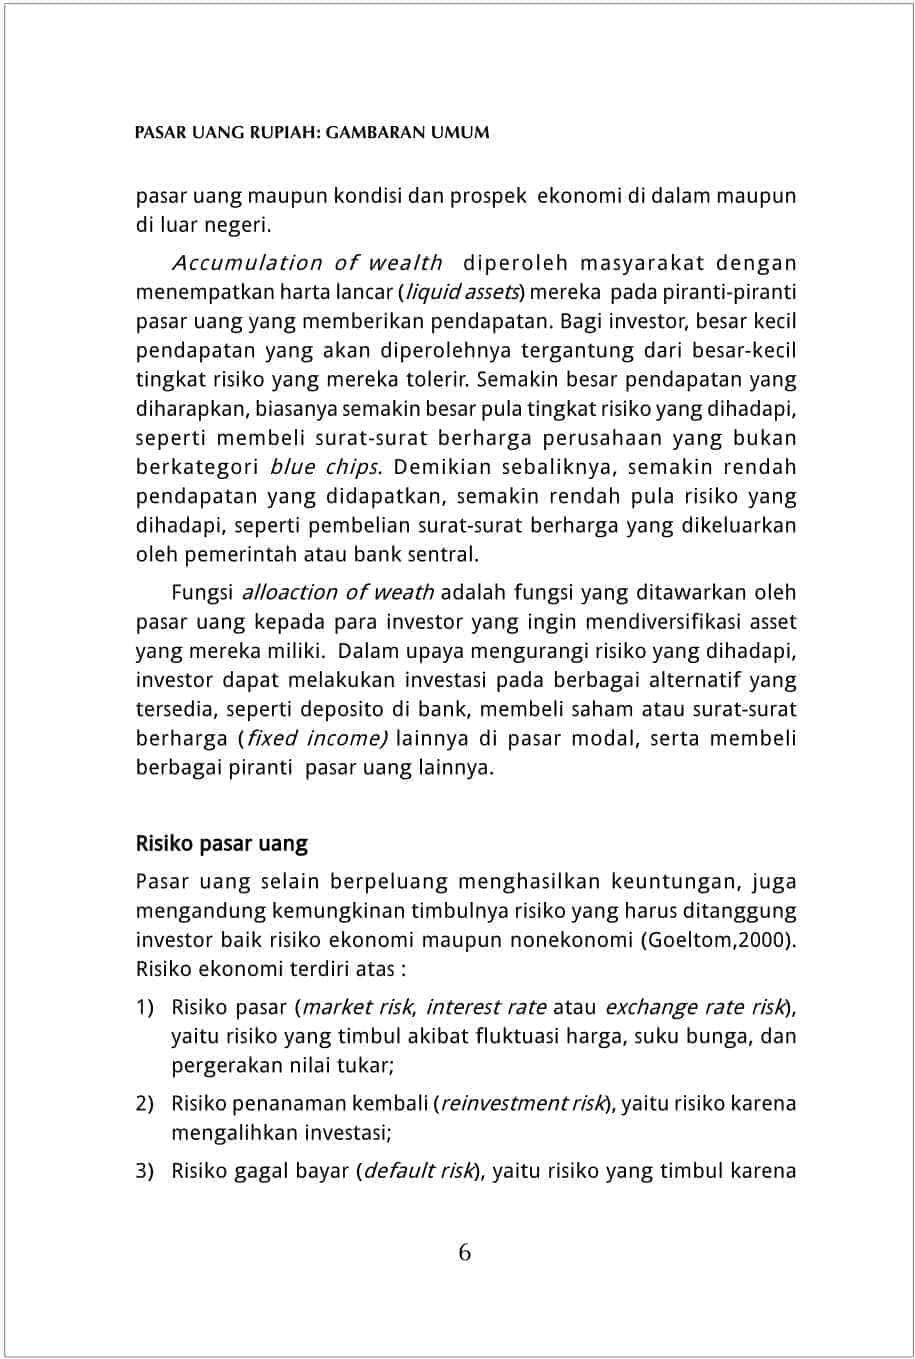 PASAR UANG RUPIAH: GAMBARAN UMUM
pasar uang maupun kondisi dan prospek ekonomi di dalam maupun
di luar negeri.
Accumulation of wealth diperoleh masyarakat dengan
menempatkan harta lancar (liquid assets) mereka pada piranti-piranti
pasar uang yang memberikan pendapatan. Bagi investor, besar kecil
pendapatan yang akan diperolehnya tergantung dari besar-kecil
tingkat risiko yang mereka tolerir. Semakin besar pendapatan yang
diharapkan, biasanya semakin besar pula tingkat risiko yang dihadapi,
seperti membeli surat-surat berharga perusahaan yang bukan
berkategori blue chips. Demikian sebaliknya, semakin rendah
pendapatan yang didapatkan, semakin rendah pula risiko yang
dihadapi, seperti pembelian surat-surat berharga yang dikeluarkan
oleh pemerintah atau bank sentral.
Fungsi alloaction of weath adalah fungsi yang ditawarkan oleh
pasar uang kepada para investor yang ingin mendiversifikasi asset
yang mereka miliki. Dalam upaya mengurangi risiko yang dihadapi,
investor dapat melakukan investasi pada berbagai alternatif yang
tersedia, seperti deposito di bank, membeli saham atau surat-surat
berharga (fixed income) lainnya di pasar modal, serta membeli
berbagai piranti pasar uang lainnya.
Risiko pasar uang
Pasar uang selain berpeluang menghasilkan keuntungan, juga
mengandung kemungkinan timbulnya risiko yang harus ditanggung
investor baik risiko ekonomi maupun nonekonomi (Goeltom,2000).
Risiko ekonomi terdiri atas :
1) Risiko pasar (market risk, interest rate atau exchange rate risk),
yaitu risiko yang timbul akibat fluktuasi harga, suku bunga, dan
pergerakan nilai tukar;
2) Risiko penanaman kembali (reinvestment risk), yaitu risiko karena
mengalihkan investasi;
3) Risiko gagal bayar (default risk), yaitu risiko yang timbul karena
6